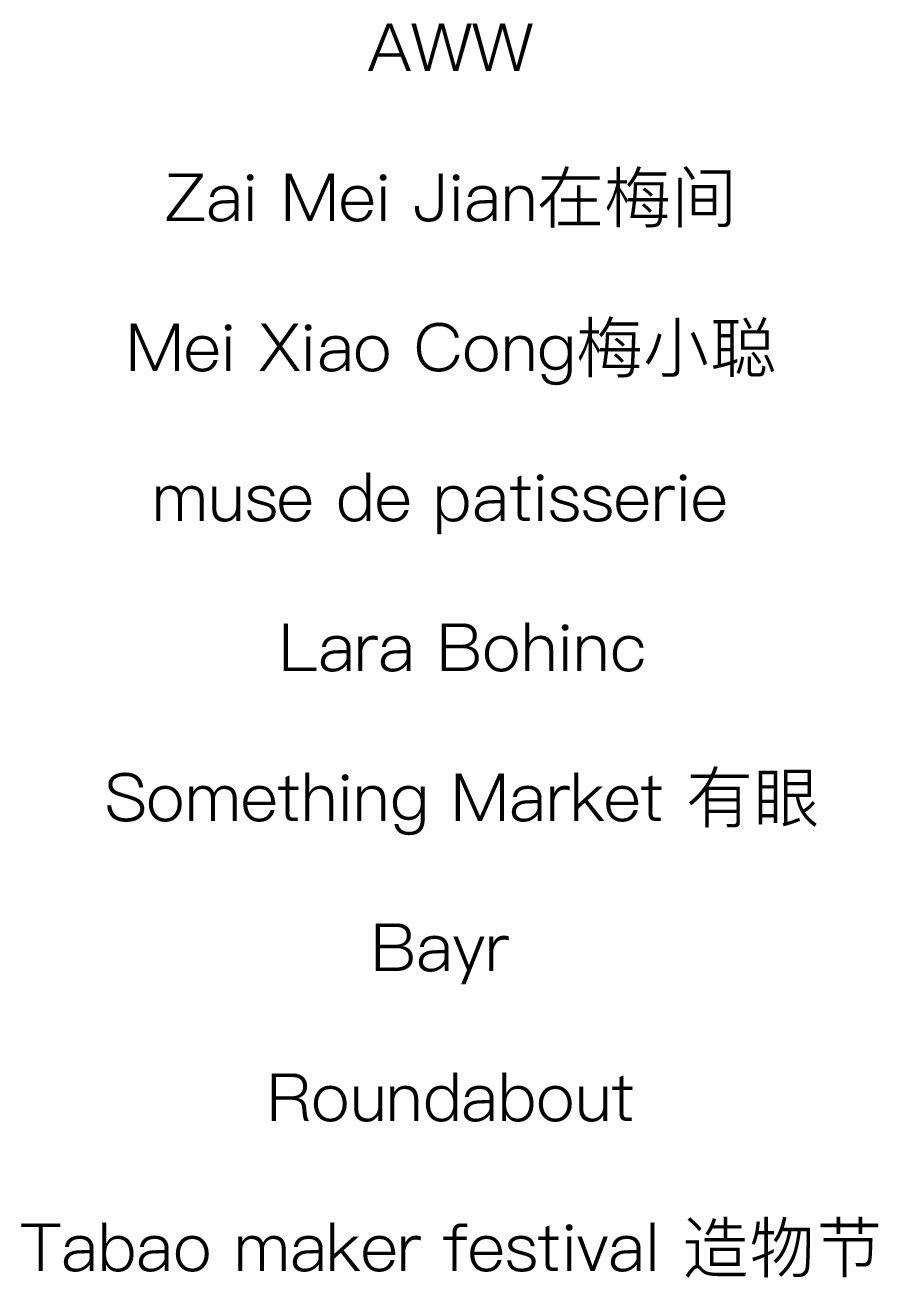 AWW
Zai Mei Jian在梅间
Mei Xiao Cong梅小聪
muse de patisserie
Lara Bohinc
Something Market 有眼
Bayr
Roundabout
Tabao maker festival 造物节